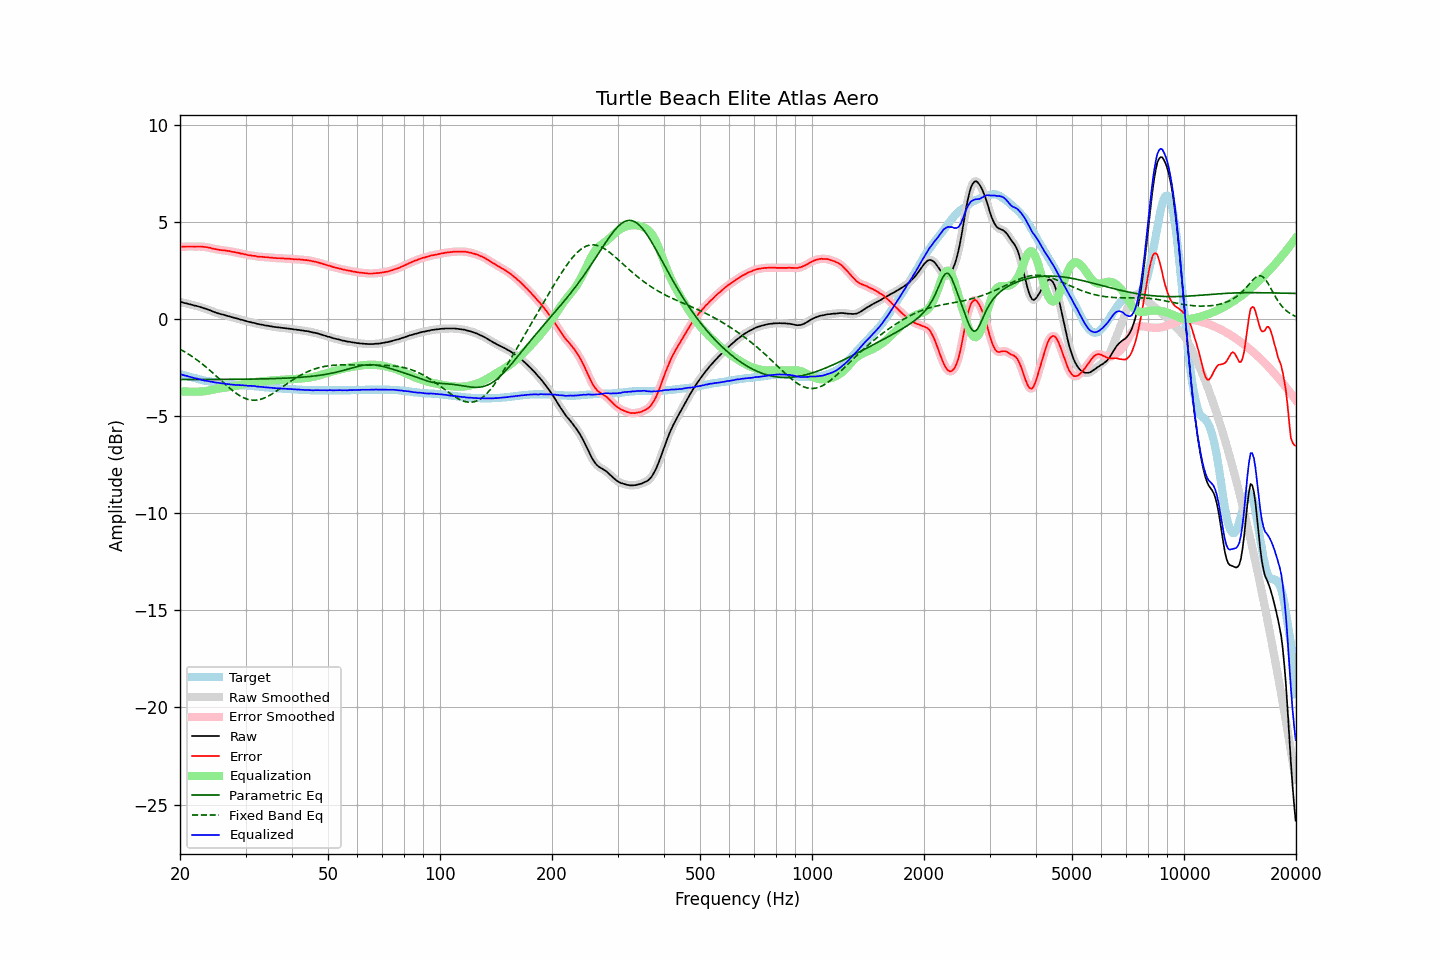 Turtle Beach Elite Atlas Aero
Amplitude (dBr)
10
5
0
−5
−10
−15
−20
−25
Target
Raw Smoothed
Error Smoothed
Raw
Error
Equalization
Parametric Eq
Fixed Band Eq
Equalized
20 50 100 200 500 1000 2000 5000 10000 20000
Frequency (Hz)